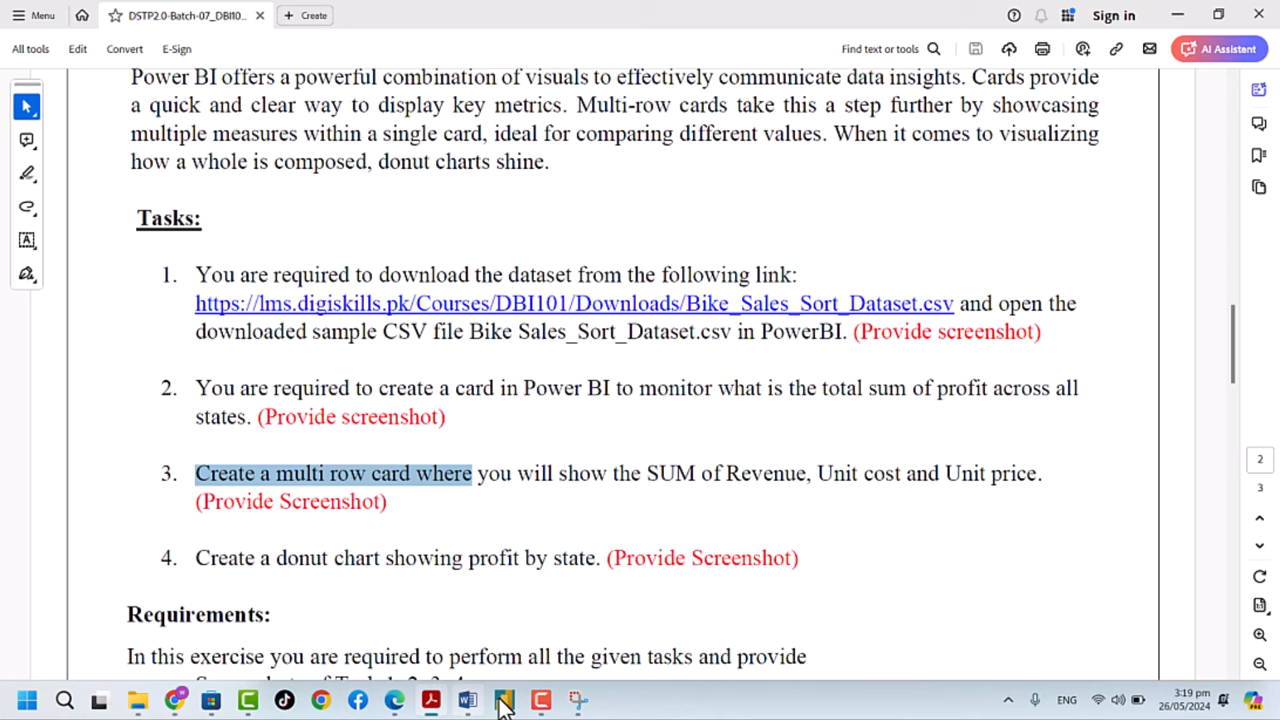 Menu
DSTP2.0-Batch-07_DBI10...
Create
Sign in
All tools Edit Convert E-Sign
Find text or tools
AI Assistant
Power BI offers a powerful combination of visuals to effectively communicate data insights. Cards provide
a quick and clear way to display key metrics. Multi-row cards take this a step further by showcasing
multiple measures within a single card, ideal for comparing different values. When it comes to visualizing
how a whole is composed, donut charts shine.
Tasks:
1. You are required to download the dataset from the following link:
https://lms.digiskills.pk/Courses/DBI101/Downloads/Bike_Sales_Sort_Dataset.csv and open the
downloaded sample CSV file Bike Sales_Sort_Dataset.csv in PowerBI. (Provide screenshot)
2. You are required to create a card in Power BI to monitor what is the total sum of profit across all
states. (Provide screenshot)
3. Create a multi row card where you will show the SUM of Revenue, Unit cost and Unit price.
(Provide Screenshot)
4. Create a donut chart showing profit by state. (Provide Screenshot)
Requirements:
In this exercise you are required to perform all the given tasks and provide
2
3
ENG
3:19 pm
26/05/2024